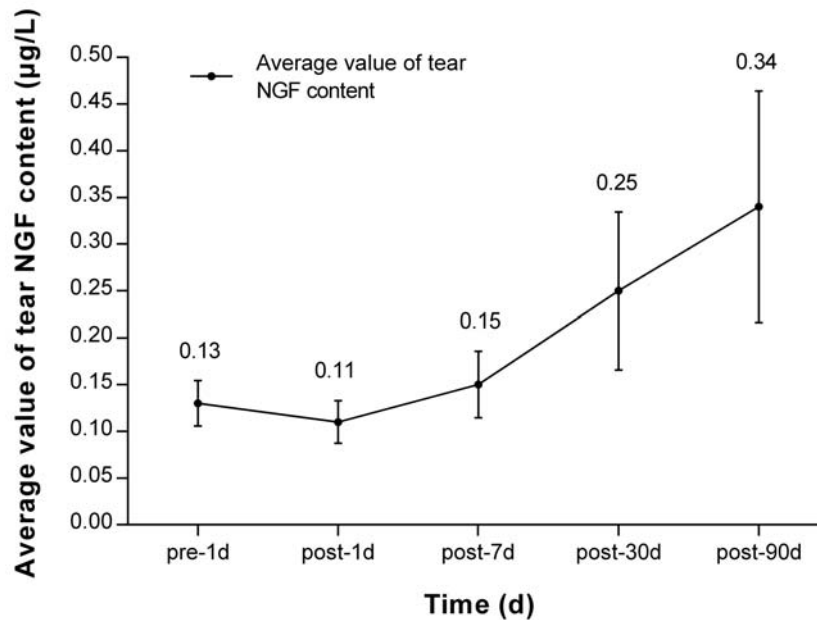 Average value of tear NGF content (µg/L)
0.50
0.45
0.40
0.35
0.30
0.25
0.20
0.15
0.10
0.05
0.00
Average value of tear
NGF content
0.13
0.11
0.15
0.25
0.34
pre-1d
post-1d
post-7d
post-30d
post-90d
Time (d)